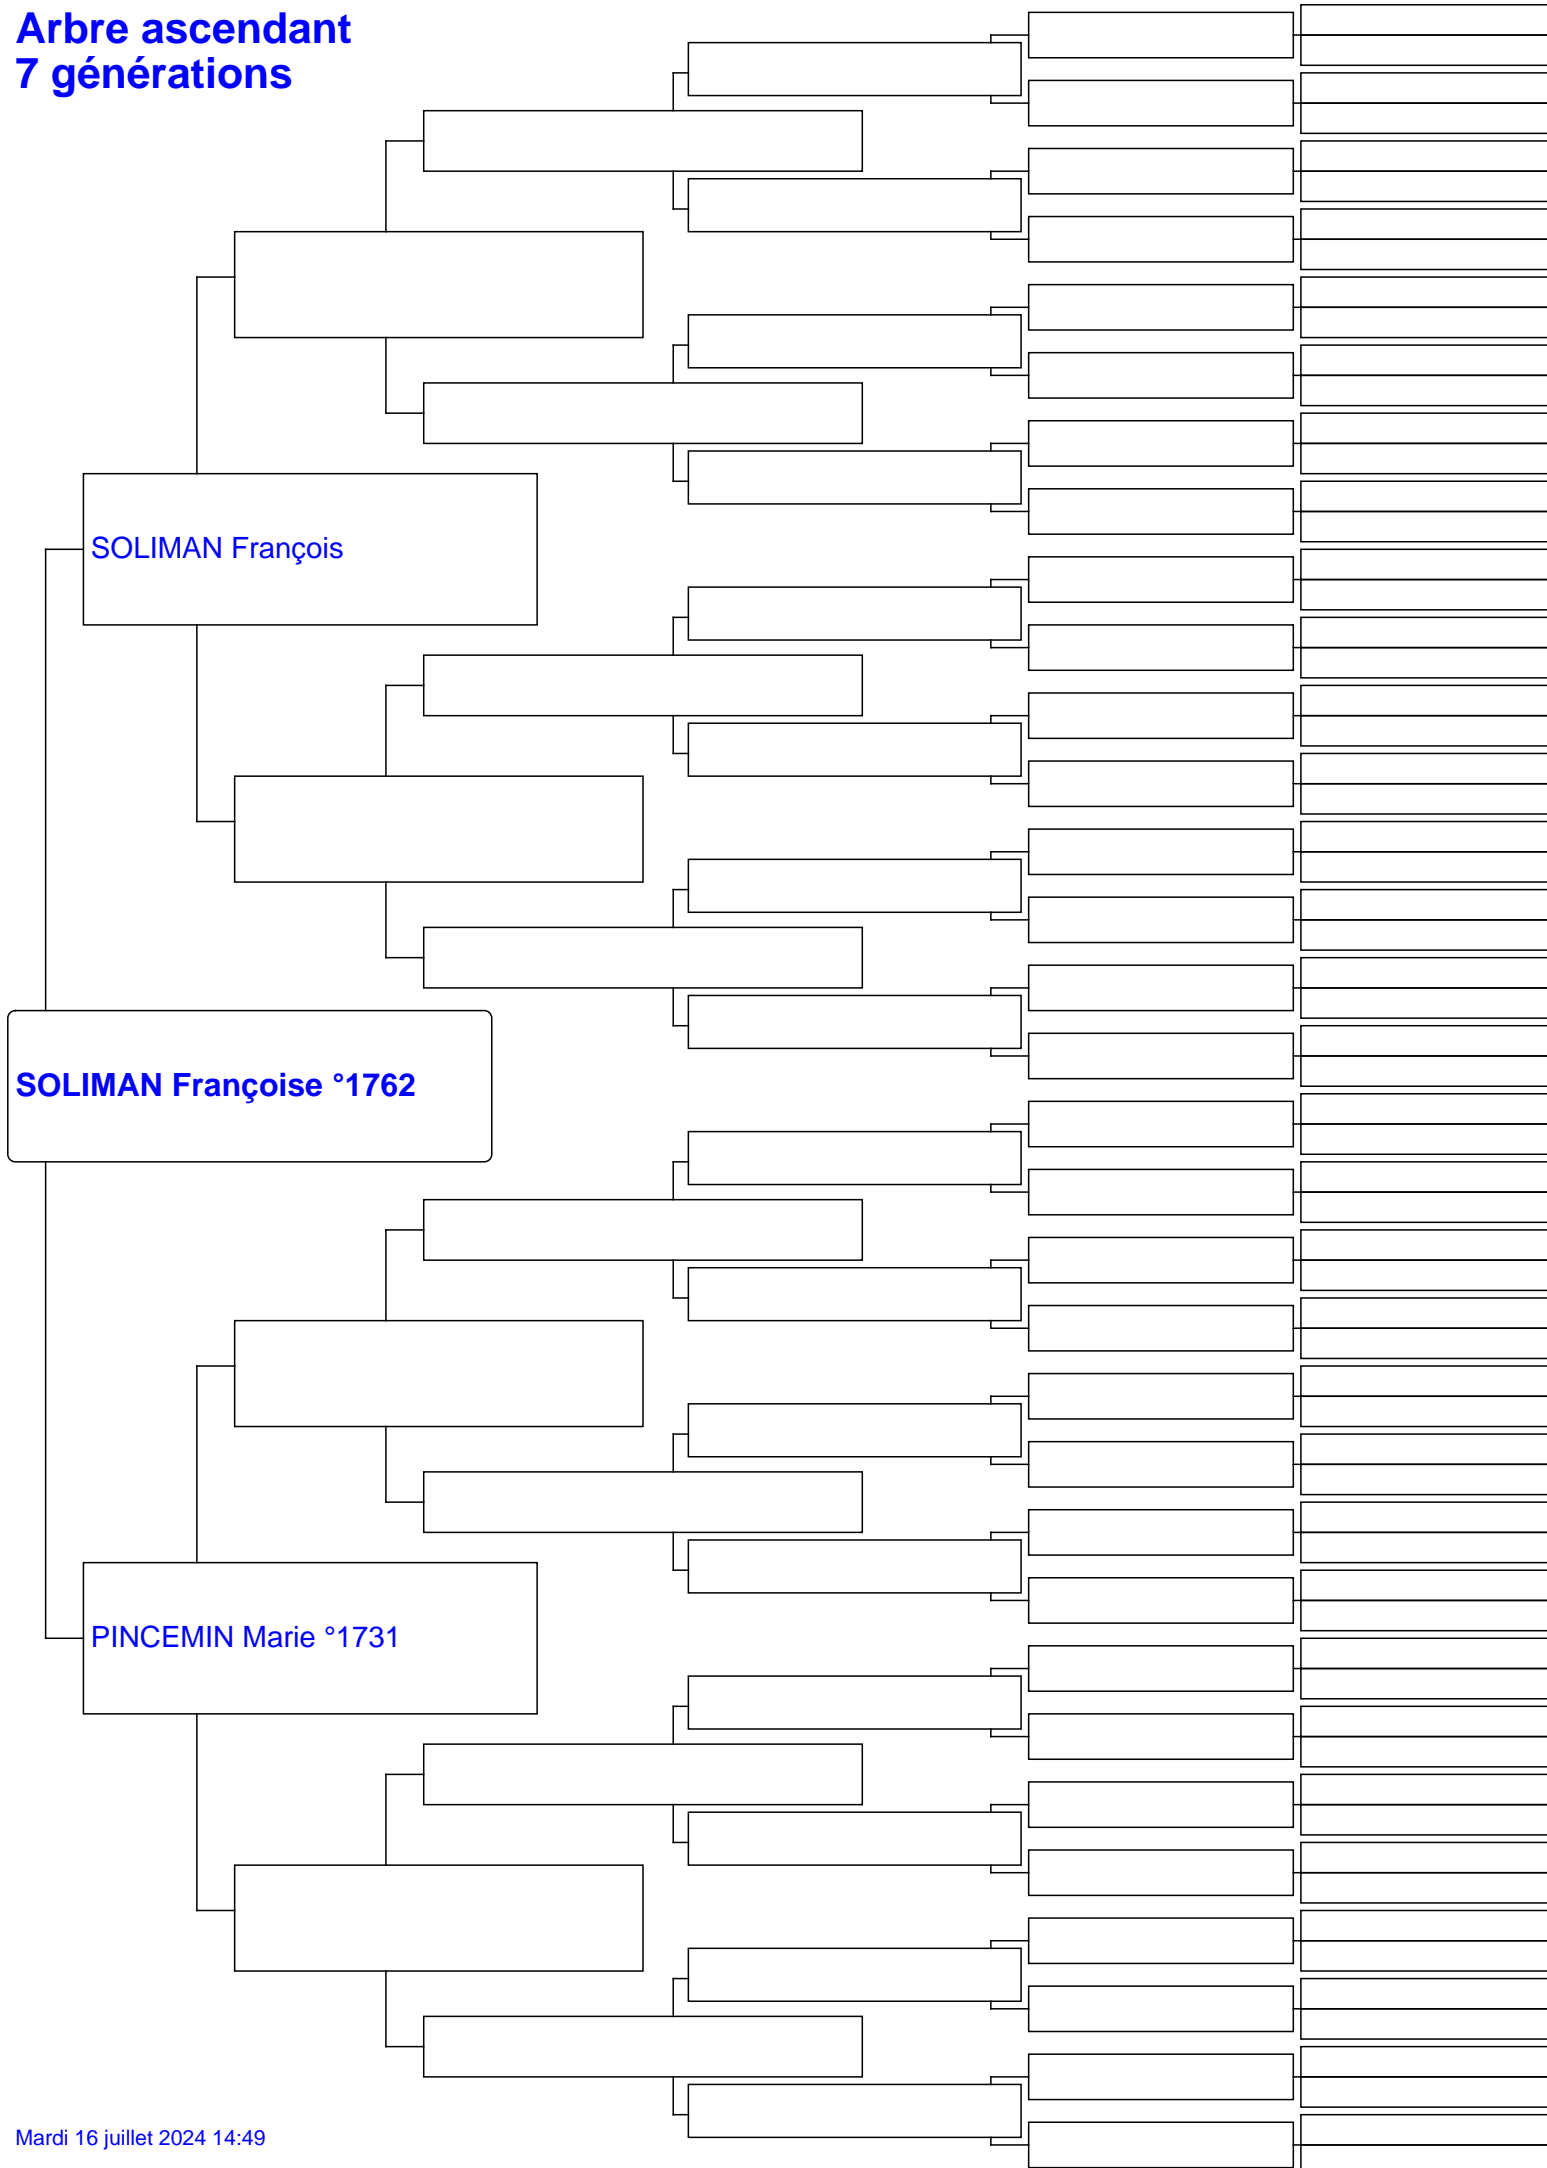 Arbre ascendant
7 générations
SOLIMAN François
SOLIMAN Françoise °1762
PINCEMIN Marie °1731
Mardi 16 juillet 2024 14:49